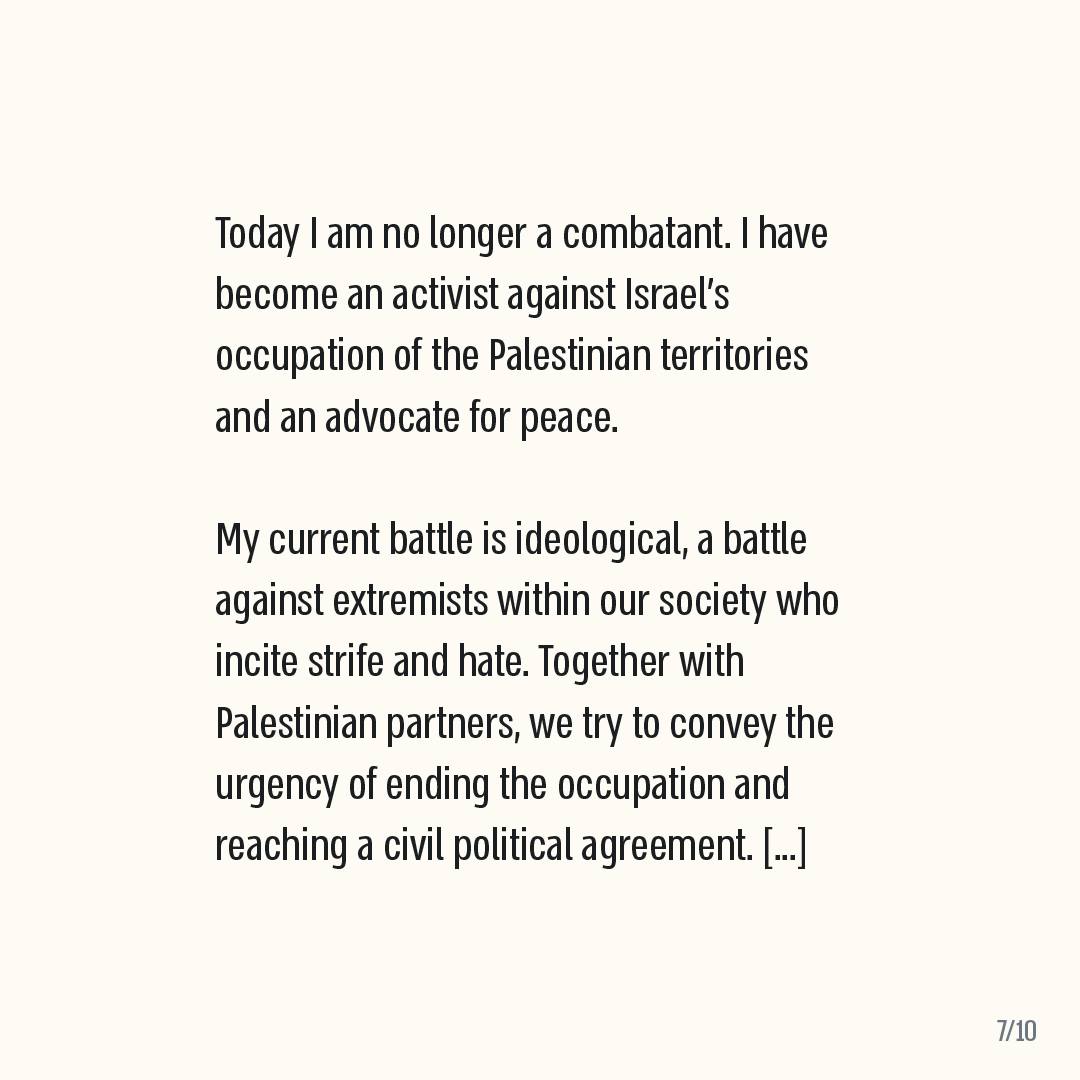 Today I am no longer a combatant. I have
become an activist against Israel’s
occupation of the Palestinian territories
and an advocate for peace.
My current battle is ideological, a battle
against extremists within our society who
incite strife and hate. Together with
Palestinian partners, we try to convey the
urgency of ending the occupation and
reaching a civil political agreement. [...]
7/10